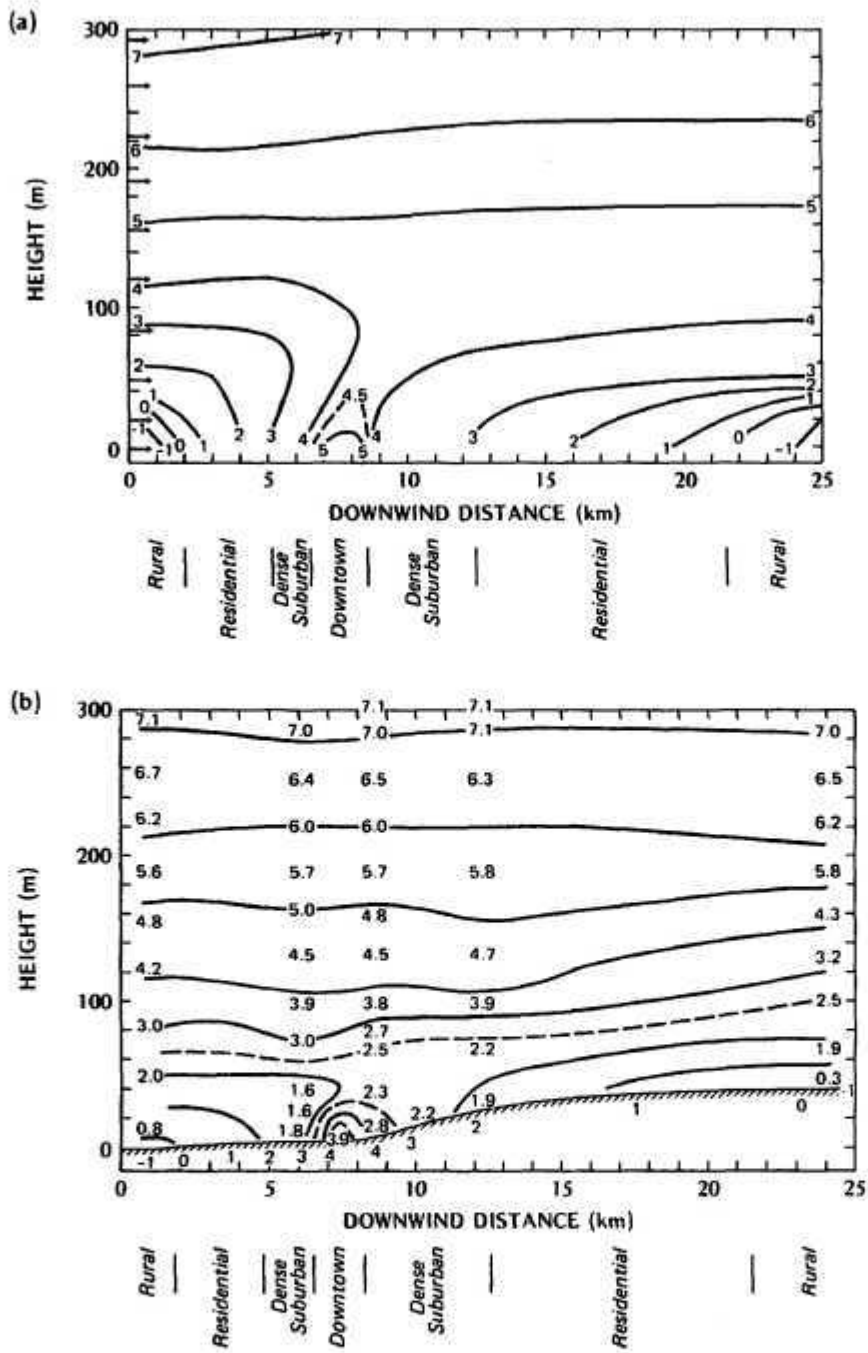 (a)
300
200
100
0
HEIGHT (m)
7 7
6 6
5 5
4 4
3 3
2 2
1 1
0 0
-1 -1
-1 0 1 2 3 4 5 5 4 3 2 1 0 -1
4.5
0 5 10 15 20 25
DOWNWIND DISTANCE (km)
Rural
Residential
Dense Suburban
Downtown
Dense Suburban
Residential
Rural
(b)
300
200
100
0
HEIGHT (m)
7.1 7.1
7.1 7.0 7.0 7.1 7.0
6.7 6.4 6.5 6.3 6.5
6.2 6.0 6.0 6.2
5.6 5.7 5.7 5.8 5.8
4.8 5.0 4.8 4.3
4.5 4.5 4.7
4.2 3.9 3.8 3.9 3.2
3.0 3.0 2.7 2.5
2.5 2.2 1.9
2.0 1.6 2.3 0.3
1.6 2.2 1.9
0.8 1.8 3.9 2.8
-1 0 1 2 3 4 4 3 2 1 0 -1
0 5 10 15 20 25
DOWNWIND DISTANCE (km)
Rural
Residential
Dense Suburban
Downtown
Dense Suburban
Residential
Rural